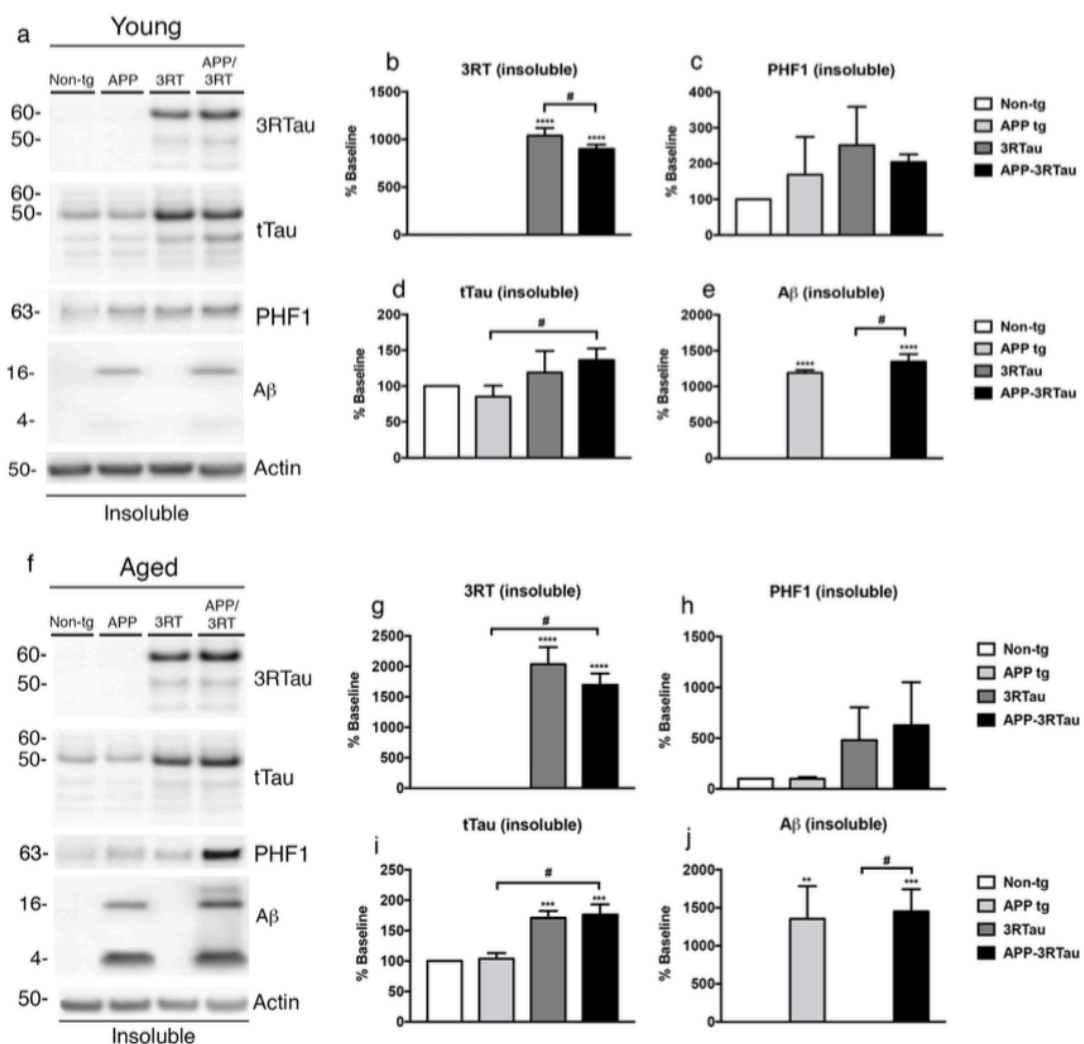 a
Young
Non-tg APP 3RT APP/ 3RT
60-
50-
3RTau
60-
50-
tTau
63-
PHF1
16-
4-
Aβ
50-
Actin
Insoluble
b
3RT (insoluble)
% Baseline
1500
1000
500
0
****
#
****
c
PHF1 (insoluble)
% Baseline
400
300
200
100
0
Non-tg
APP tg
3RTau
APP-3RTau
d
tTau (insoluble)
% Baseline
200
150
100
50
0
#
e
Aβ (insoluble)
% Baseline
2000
1500
1000
500
0
****
#
****
Non-tg
APP tg
3RTau
APP-3RTau
f
Aged
Non-tg APP 3RT APP/ 3RT
60-
50-
3RTau
60-
50-
tTau
63-
PHF1
16-
4-
Aβ
50-
Actin
Insoluble
g
3RT (insoluble)
% Baseline
2500
2000
1500
1000
500
0
#
****
****
h
PHF1 (insoluble)
% Baseline
1500
1000
500
0
Non-tg
APP tg
3RTau
APP-3RTau
i
tTau (insoluble)
% Baseline
250
200
150
100
50
0
#
***
***
j
Aβ (insoluble)
% Baseline
2000
1500
1000
500
0
**
#
***
Non-tg
APP tg
3RTau
APP-3RTau